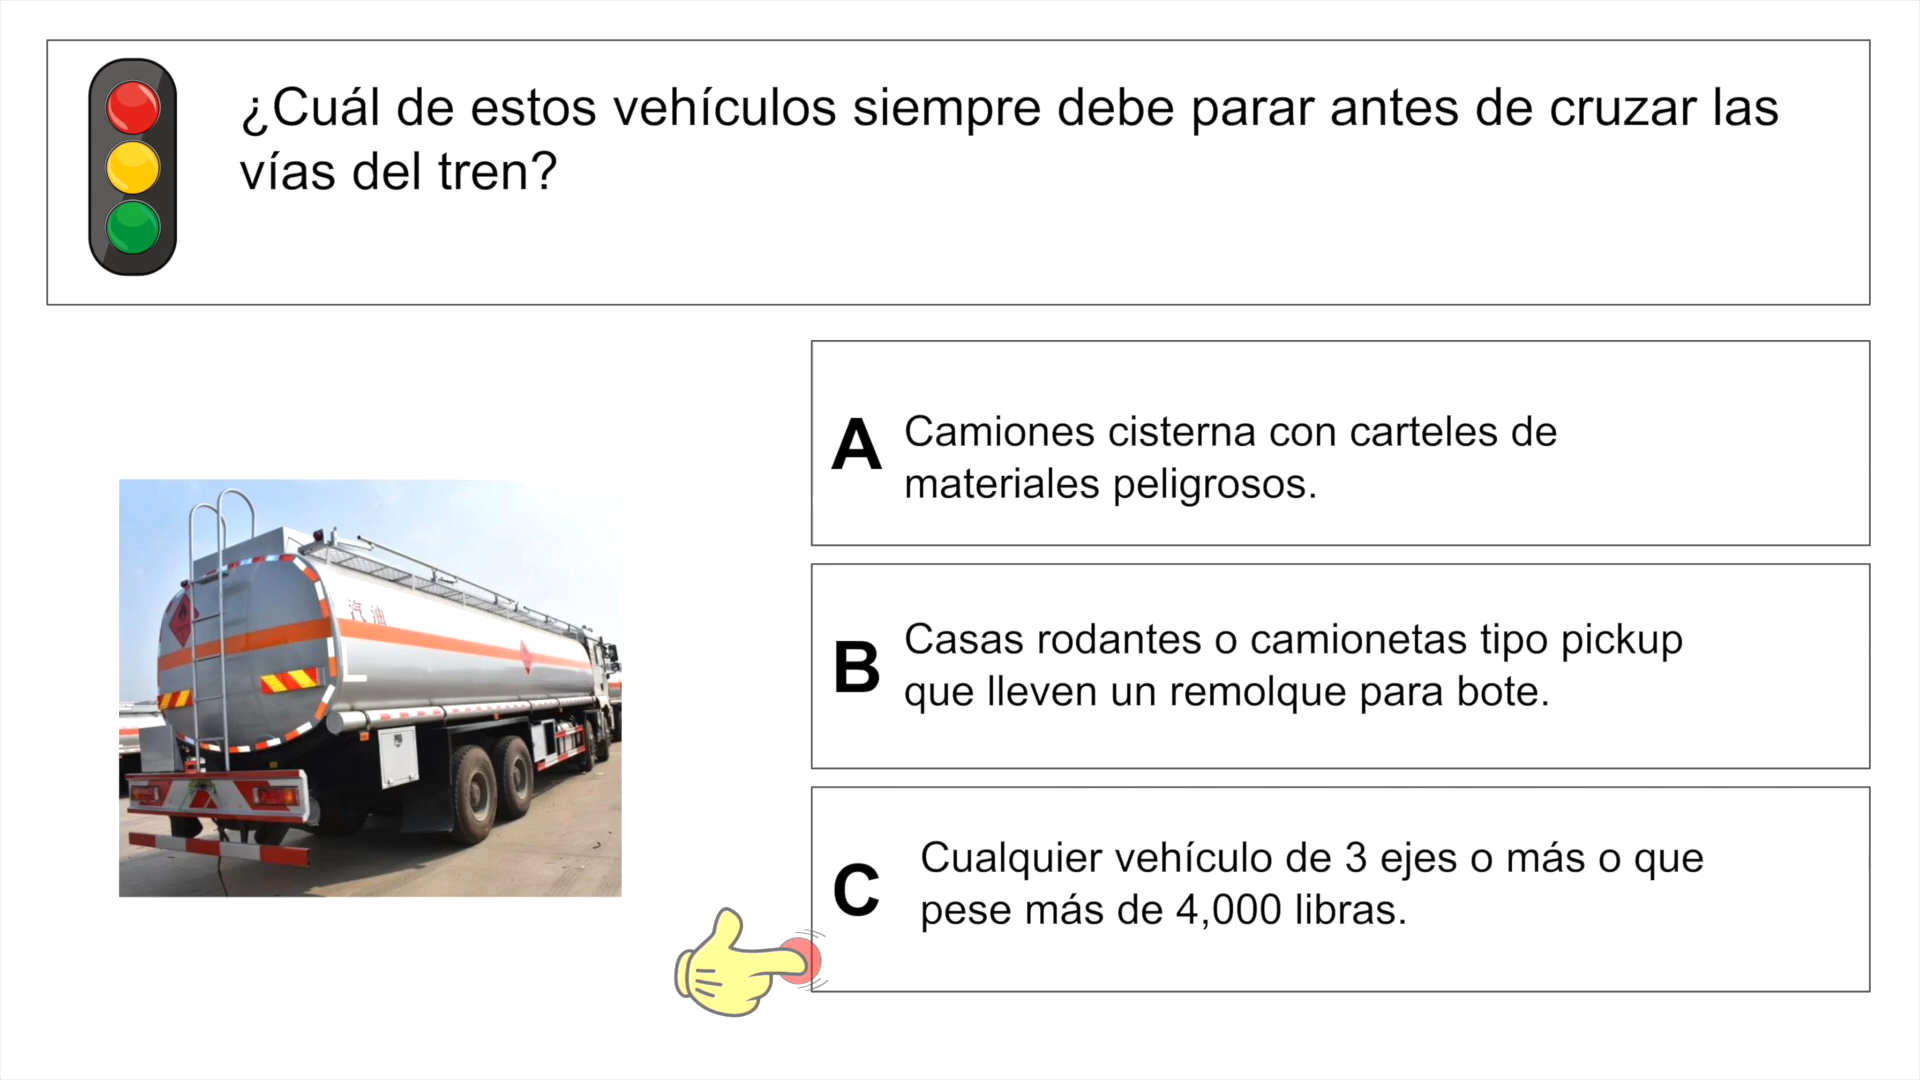 ¿Cuál de estos vehículos siempre debe parar antes de cruzar las
vías del tren?
A
Camiones cisterna con carteles de
materiales peligrosos.
汽油
B
Casas rodantes o camionetas tipo pickup
que lleven un remolque para bote.
C
Cualquier vehículo de 3 ejes o más o que
pese más de 4,000 libras.